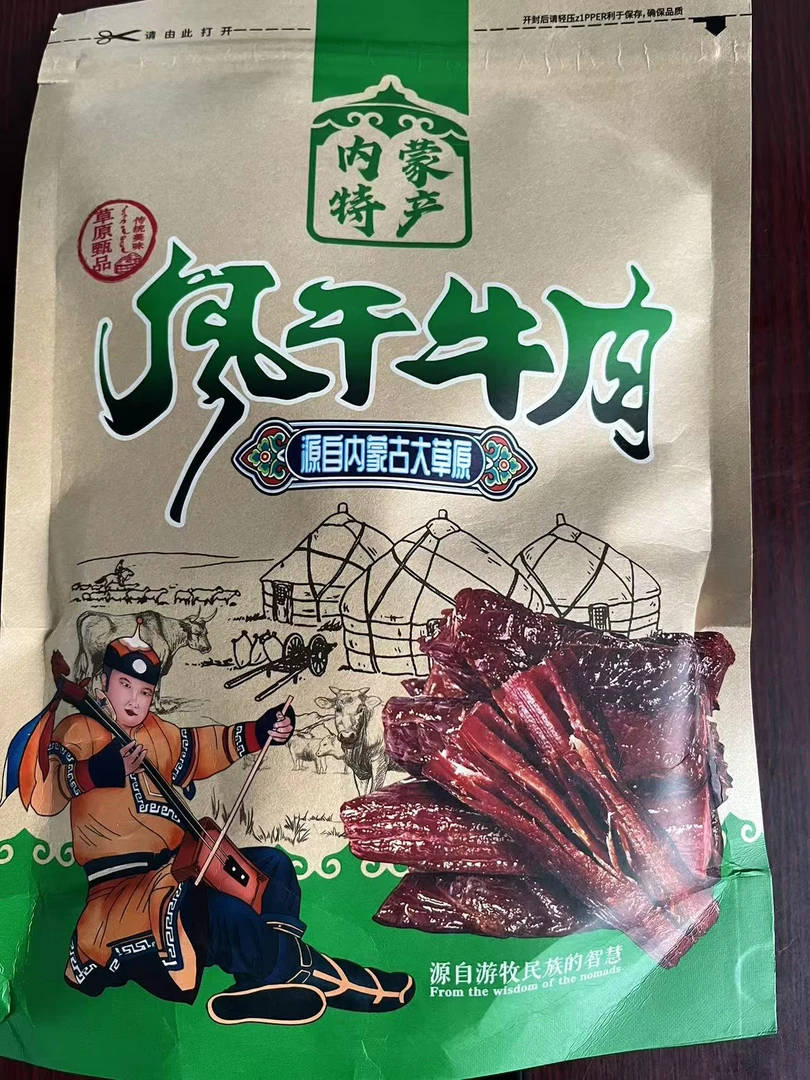 请由此打开
开封后请轻压z1PPER利于保存,确保品质
内蒙
特产
草原甄品
传统美味
风干牛肉
源自内蒙古大草原
源自游牧民族的智慧
From the wisdom of the nomads